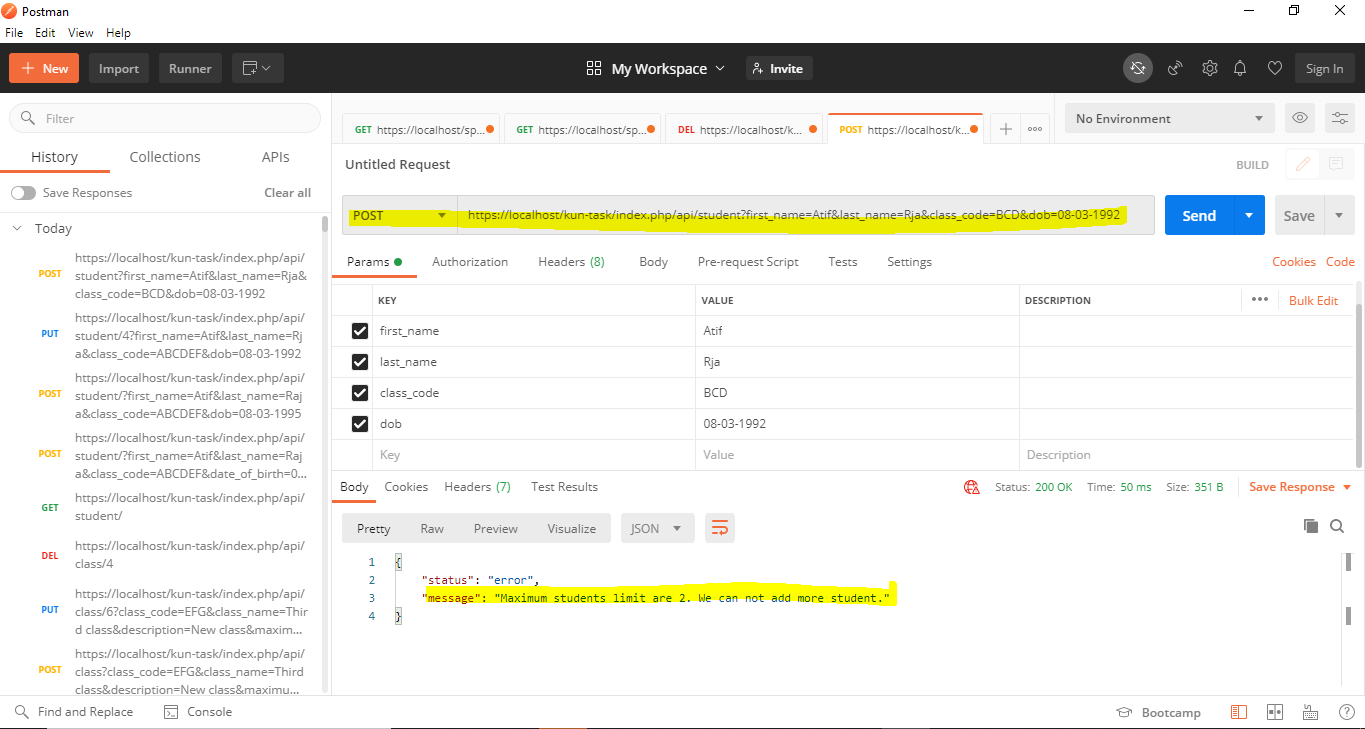 Postman
File Edit View Help
New Import Runner My Workspace Invite Sign In
Filter
History Collections APIs
Save Responses Clear all
Today
POST https://localhost/kun-task/index.php/api/
student?first_name=Atif&last_name=Rja&
class_code=BCD&dob=08-03-1992
PUT https://localhost/kun-task/index.php/api/
student/4?first_name=Atif&last_name=Rj
a&class_code=ABCDEF&dob=08-03-1992
POST https://localhost/kun-task/index.php/api/
student/?first_name=Atif&last_name=Raj
a&class_code=ABCDEF&dob=08-03-1995
POST https://localhost/kun-task/index.php/api/
student/?first_name=Atif&last_name=Raj
a&class_code=ABCDEF&date_of_birth=0...
GET https://localhost/kun-task/index.php/api/
student/
DEL https://localhost/kun-task/index.php/api/
class/4
PUT https://localhost/kun-task/index.php/api/
class/6?class_code=EFG&class_name=Thir
d class&description=New class&maxim...
POST https://localhost/kun-task/index.php/api/
class?class_code=EFG&class_name=Third
class&description=New class&maximu...
GET https://localhost/sp... GET https://localhost/sp... DEL https://localhost/k... POST https://localhost/k... No Environment
Untitled Request BUILD
POST https://localhost/kun-task/index.php/api/student?first_name=Atif&last_name=Rja&class_code=BCD&dob=08-03-1992 Send Save
Params Authorization Headers (8) Body Pre-request Script Tests Settings Cookies Code
KEY VALUE DESCRIPTION Bulk Edit
first_name Atif
last_name Rja
class_code BCD
dob 08-03-1992
Key Value Description
Body Cookies Headers (7) Test Results Status: 200 OK Time: 50 ms Size: 351 B Save Response
Pretty Raw Preview Visualize JSON
1 {
2 "status": "error",
3 "message": "Maximum students limit are 2. We can not add more student."
4 }
Find and Replace Console Bootcamp